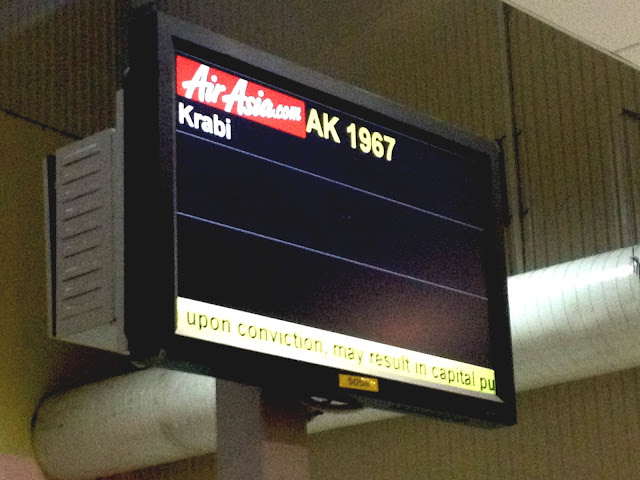 AirAsia.com AK 1967
Krabi
upon conviction, may result in capital pu